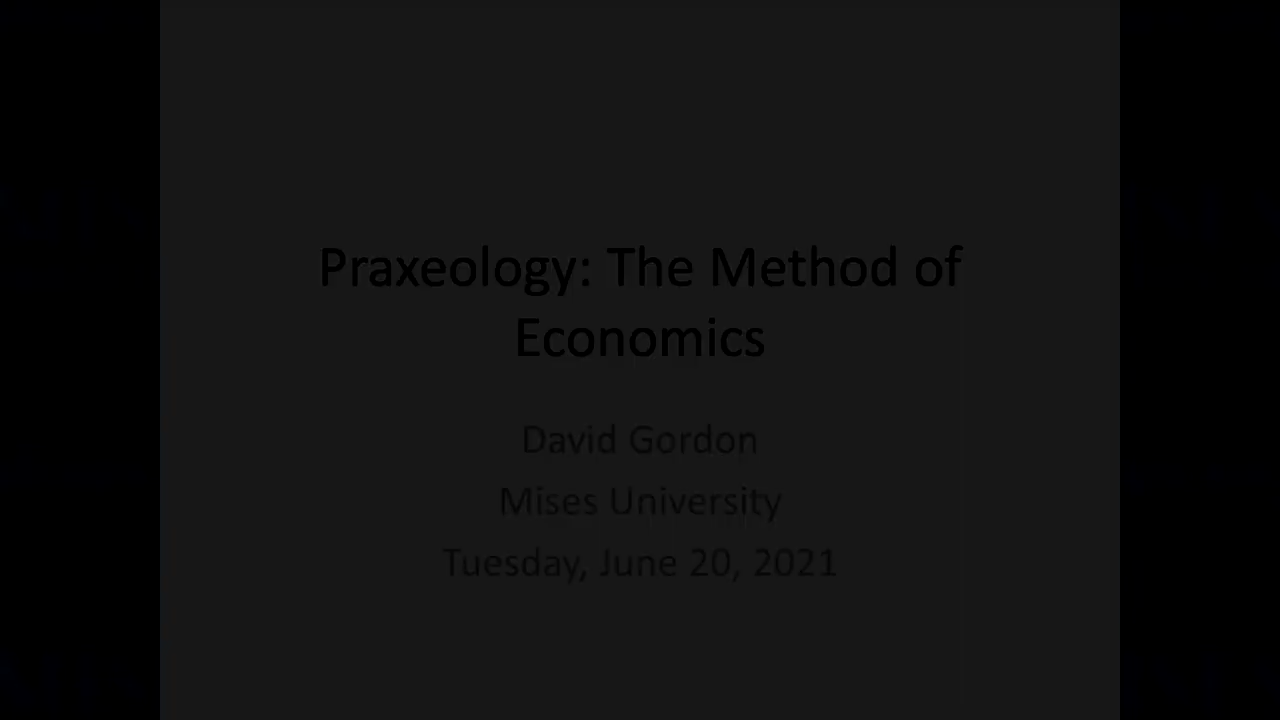 Praxeology: The Method of
Economics
David Gordon
Mises University
Tuesday, June 20, 2021